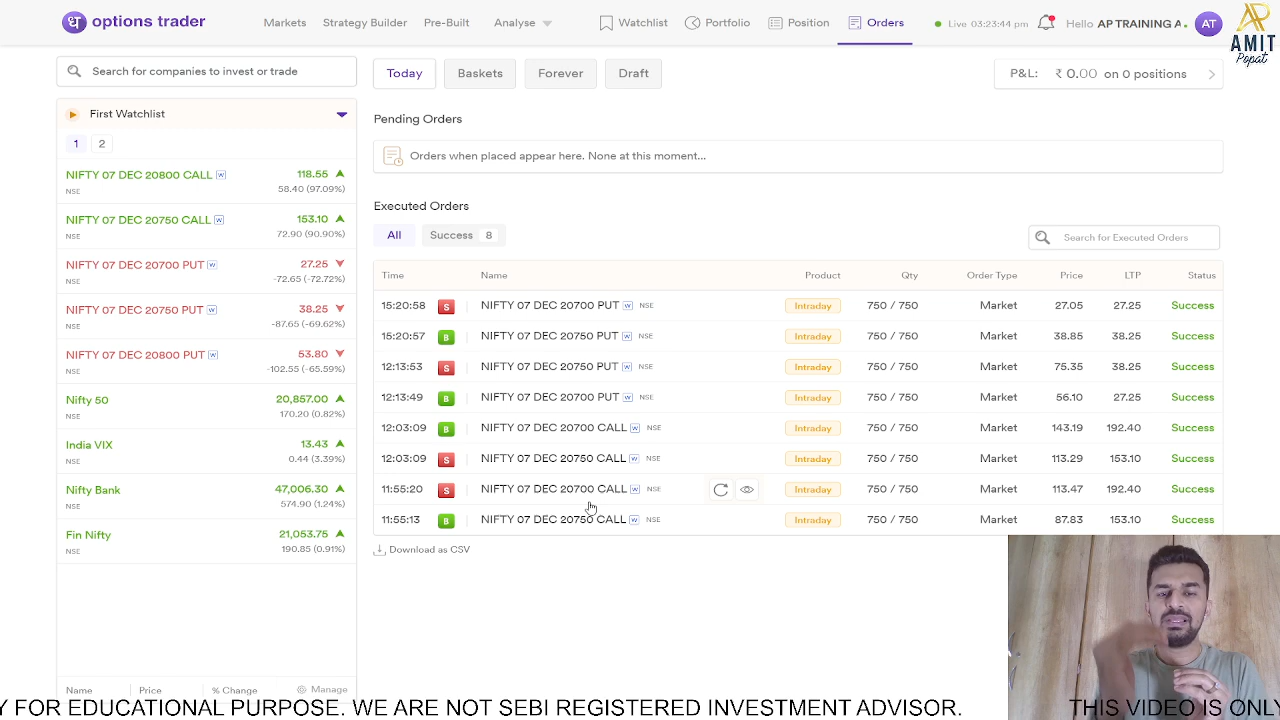 options trader
Markets Strategy Builder Pre-Built Analyse Watchlist Portfolio Position Orders Live 03:23:44 pm Hello AP TRAINING A. AT
AP
AMIT
Popat
Search for companies to invest or trade
Today Baskets Forever Draft
P&L: ₹ 0.00 on 0 positions
First Watchlist
1 2
NIFTY 07 DEC 20800 CALL W 118.55
NSE 58.40 (97.09%)
NIFTY 07 DEC 20750 CALL W 153.10
NSE 72.90 (90.90%)
NIFTY 07 DEC 20700 PUT W 27.25
NSE -72.65 (-72.72%)
NIFTY 07 DEC 20750 PUT W 38.25
NSE -87.65 (-69.62%)
NIFTY 07 DEC 20800 PUT W 53.80
NSE -102.55 (-65.59%)
Nifty 50 20,857.00
NSE 170.20 (0.82%)
India VIX 13.43
NSE 0.44 (3.39%)
Nifty Bank 47,006.30
NSE 574.90 (1.24%)
Fin Nifty 21,053.75
NSE 190.85 (0.91%)
Name Price % Change Manage
Pending Orders
Orders when placed appear here. None at this moment...
Executed Orders
All Success 8
Search for Executed Orders
Time Name Product Qty Order Type Price LTP Status
15:20:58 S NIFTY 07 DEC 20700 PUT W NSE Intraday 750 / 750 Market 27.05 27.25 Success
15:20:57 B NIFTY 07 DEC 20750 PUT W NSE Intraday 750 / 750 Market 38.85 38.25 Success
12:13:53 S NIFTY 07 DEC 20750 PUT W NSE Intraday 750 / 750 Market 75.35 38.25 Success
12:13:49 B NIFTY 07 DEC 20700 PUT W NSE Intraday 750 / 750 Market 56.10 27.25 Success
12:03:09 B NIFTY 07 DEC 20700 CALL W NSE Intraday 750 / 750 Market 143.19 192.40 Success
12:03:09 S NIFTY 07 DEC 20750 CALL W NSE Intraday 750 / 750 Market 113.29 153.10 Success
11:55:20 S NIFTY 07 DEC 20700 CALL W NSE Intraday 750 / 750 Market 113.47 192.40 Success
11:55:13 B NIFTY 07 DEC 20750 CALL W NSE Intraday 750 / 750 Market 87.83 153.10 Success
Download as CSV
Y FOR EDUCATIONAL PURPOSE. WE ARE NOT SEBI REGISTERED INVESTMENT ADVISOR. THIS VIDEO IS ONLY